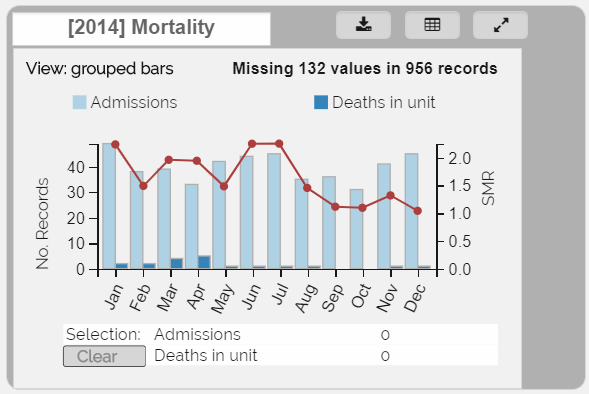 [2014] Mortality
View: grouped bars Missing 132 values in 956 records
Admissions Deaths in unit
No. Records
40
30
20
10
0
2.0
1.5
1.0
0.5
0.0
SMR
Jan Feb Mar Apr May Jun Jul Aug Sep Oct Nov Dec
Selection: Admissions 0
Clear Deaths in unit 0